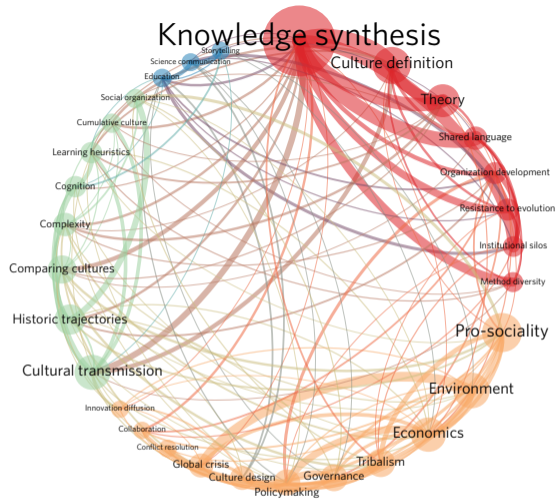 Knowledge synthesis
Storytelling
Culture definition
Science communication
Education
Social organization
Theory
Cumulative culture
Shared language
Learning heuristics
Organization development
Cognition
Resistance to evolution
Complexity
Institutional silos
Comparing cultures
Method diversity
Historic trajectories
Pro-sociality
Cultural transmission
Environment
Innovation diffusion
Collaboration
Economics
Conflict resolution
Tribalism
Global crisis
Governance
Culture design
Policymaking